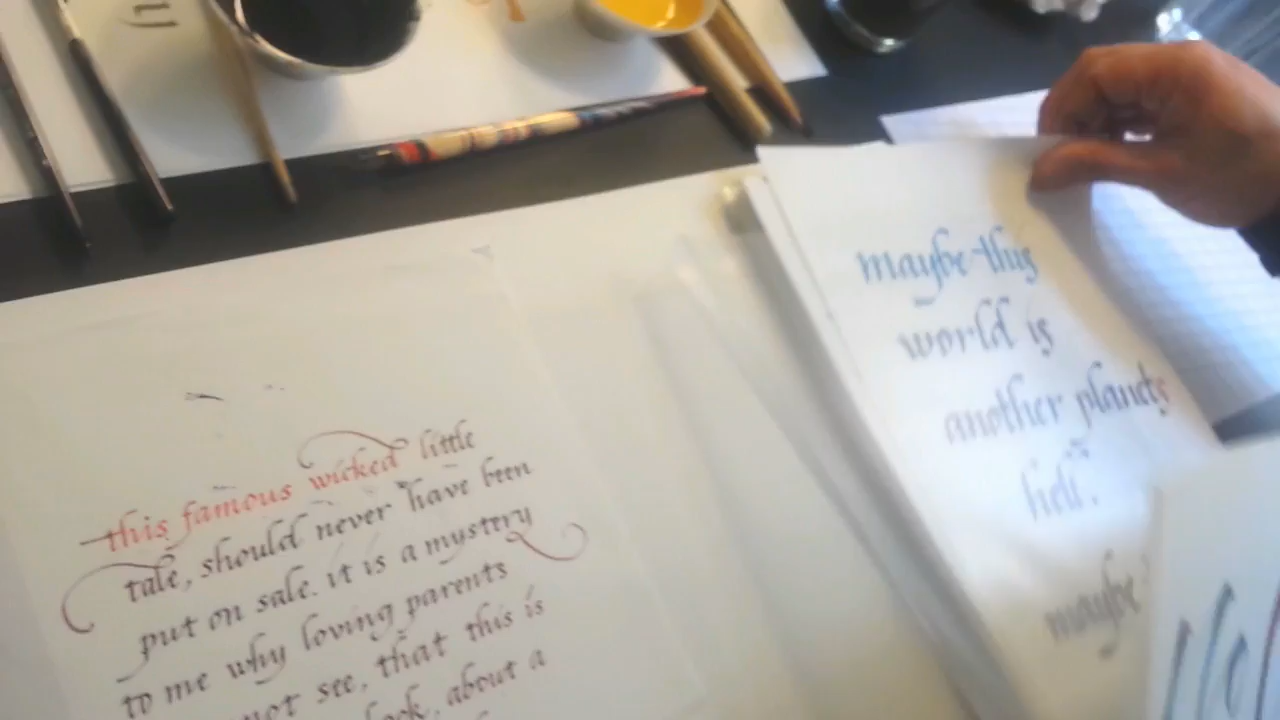 this famous wicked little
tale, should never have been
put on sale. it is a mystery
to me why loving parents
not see, that this is
about a
maybe this
world is
another planets
hell.
maybe